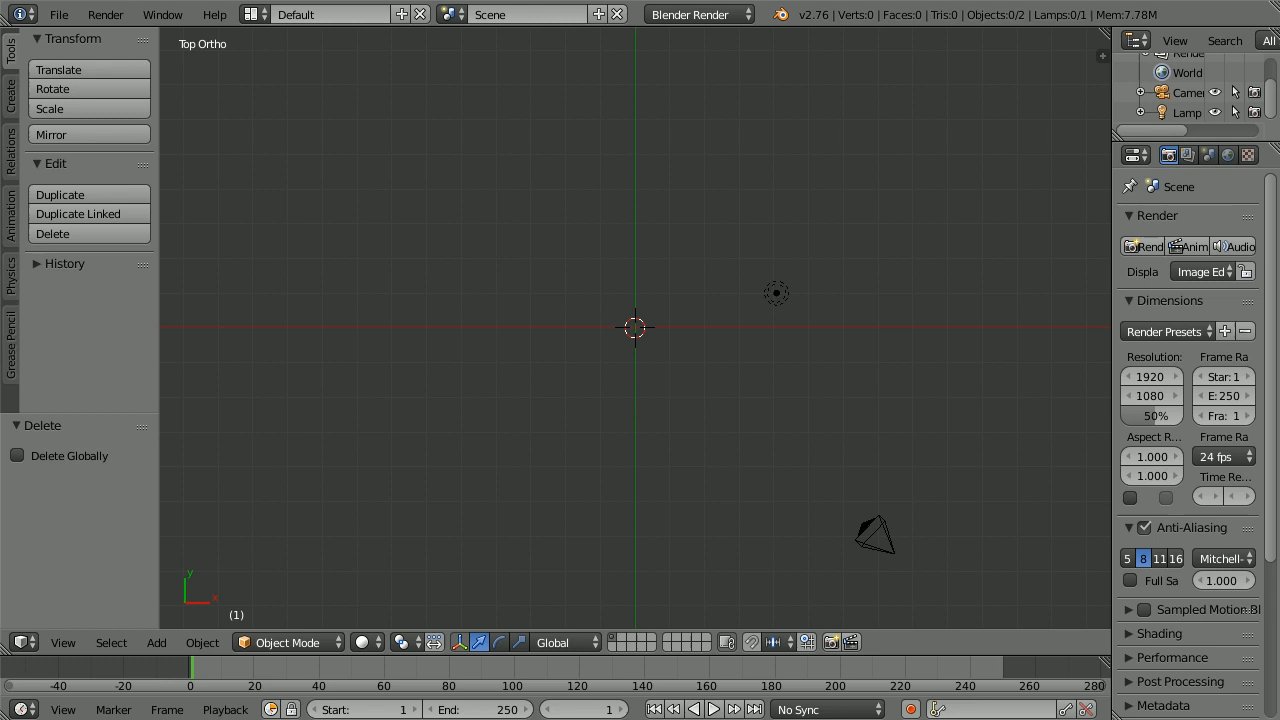 File Render Window Help Default Scene Blender Render v2.76 | Verts:0 | Faces:0 | Tris:0 | Objects:0/2 | Lamps:0/1 | Mem:7.78M
Tools
Create
Relations
Animation
Physics
Grease Pencil
Transform
Translate
Rotate
Scale
Mirror
Edit
Duplicate
Duplicate Linked
Delete
History
Delete
Delete Globally
Top Ortho
y
x
(1)
View Select Add Object Object Mode Global
-40 -20 0 20 40 60 80 100 120 140 160 180 200 220 240 260 280
View Marker Frame Playback Start: 1 End: 250 1 No Sync
View Search All
Rende
World
Camer
Lamp
Scene
Render
Rend Anim Audio
Displa Image Ed
Dimensions
Render Presets
Resolution: Frame Ra
1920 Star: 1
1080 E: 250
50% Fra: 1
Aspect R... Frame Ra
1.000 24 fps
1.000 Time Re...
Anti-Aliasing
5 8 11 16 Mitchell-
Full Sa 1.000
Sampled Motion Bl
Shading
Performance
Post Processing
Metadata